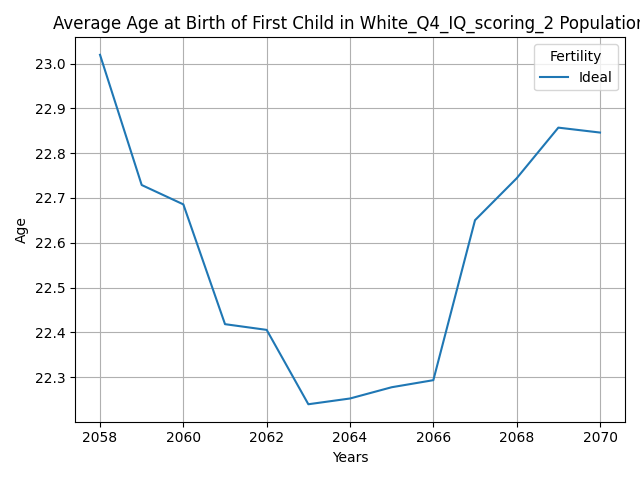 Average Age at Birth of First Child in White_Q4_IQ_scoring_2 Population
Fertility
Ideal
23.0
22.9
22.8
22.7
22.6
22.5
22.4
22.3
Age
2058 2060 2062 2064 2066 2068 2070
Years